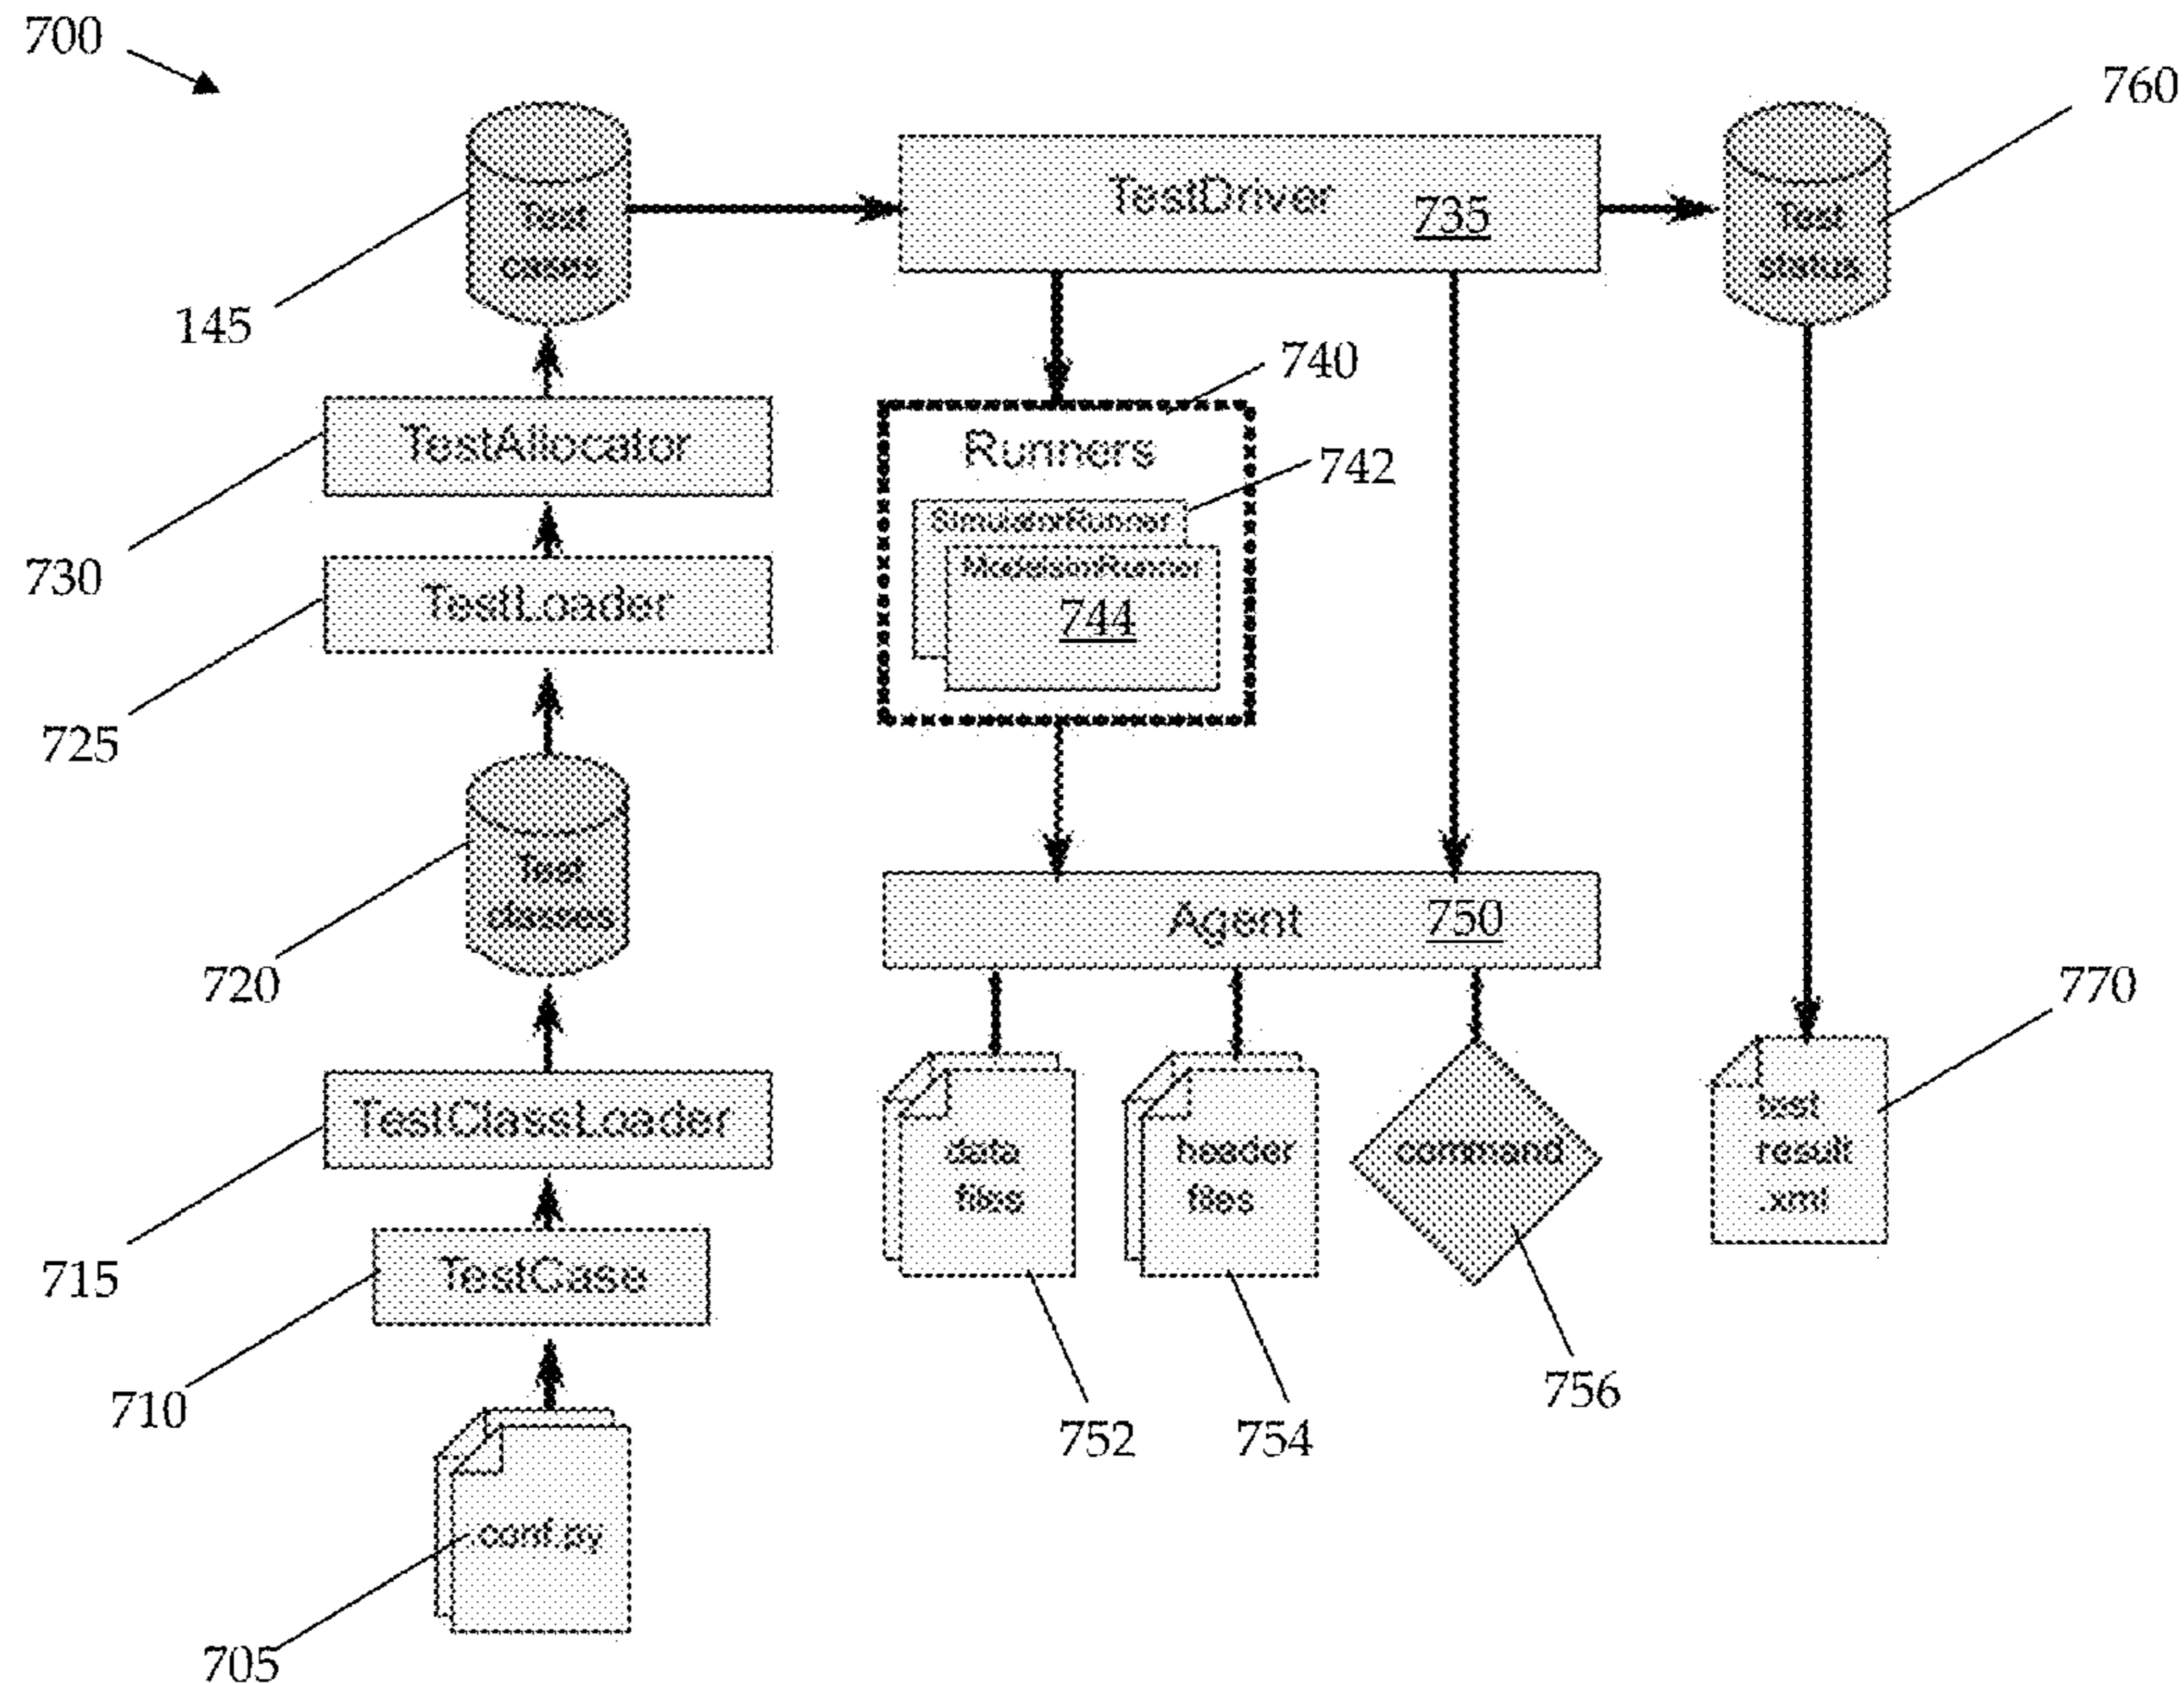 700
760
Test
cases
TestDriver
735
Test
status
145
740
TestAllocator
Runners
742
SimulatorRunner
730
ModelsimRunner
TestLoader
744
725
Test
classes
Agent
750
720
770
TestClassLoader
data
files
header
files
command
test
result
.xml
715
TestCase
710
752
754
756
conf.py
705